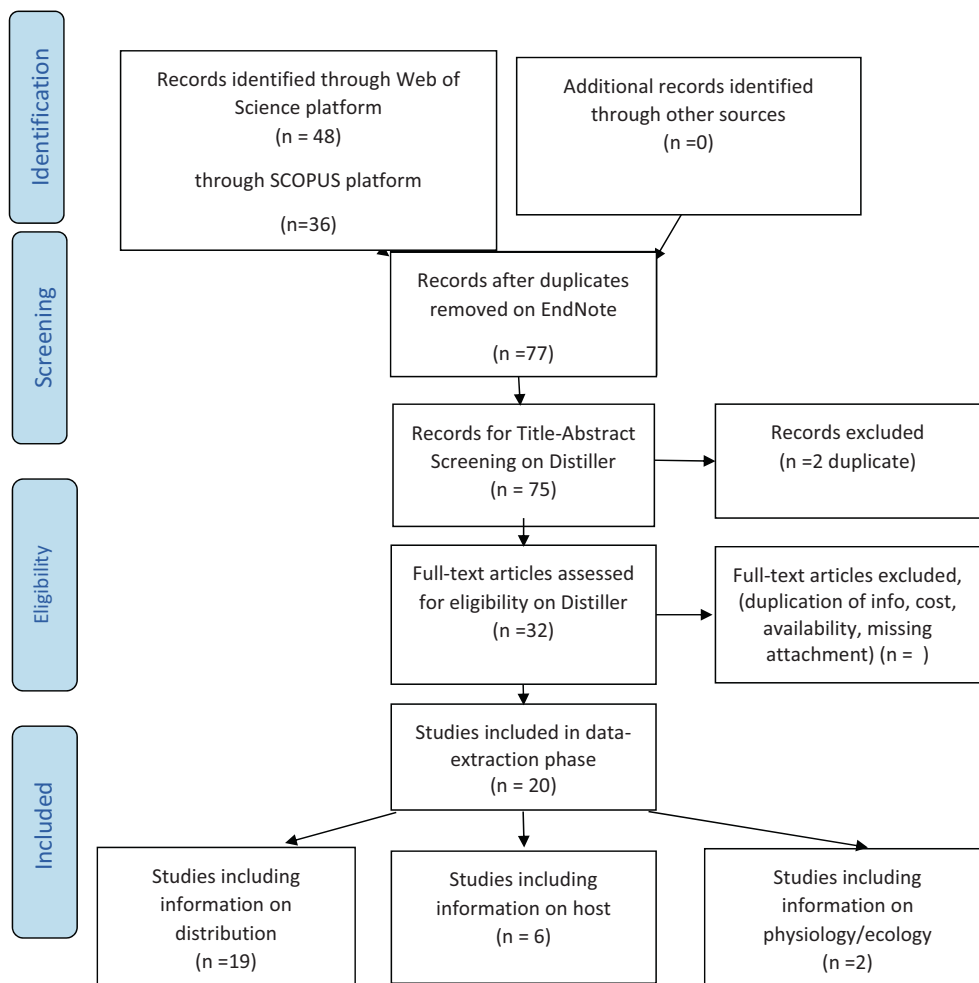 Identification
Records identified through Web of
Science platform
(n = 48)
through SCOPUS platform
(n=36)
Additional records identified
through other sources
(n =0)
Screening
Records after duplicates
removed on EndNote
(n =77)
Records for Title-Abstract
Screening on Distiller
(n = 75)
Records excluded
(n =2 duplicate)
Eligibility
Full-text articles assessed
for eligibility on Distiller
(n =32)
Full-text articles excluded,
(duplication of info, cost,
availability, missing
attachment) (n =  )
Included
Studies included in data-
extraction phase
(n = 20)
Studies including
information on
distribution
(n =19)
Studies including
information on host
(n = 6)
Studies including
information on
physiology/ecology
(n =2)